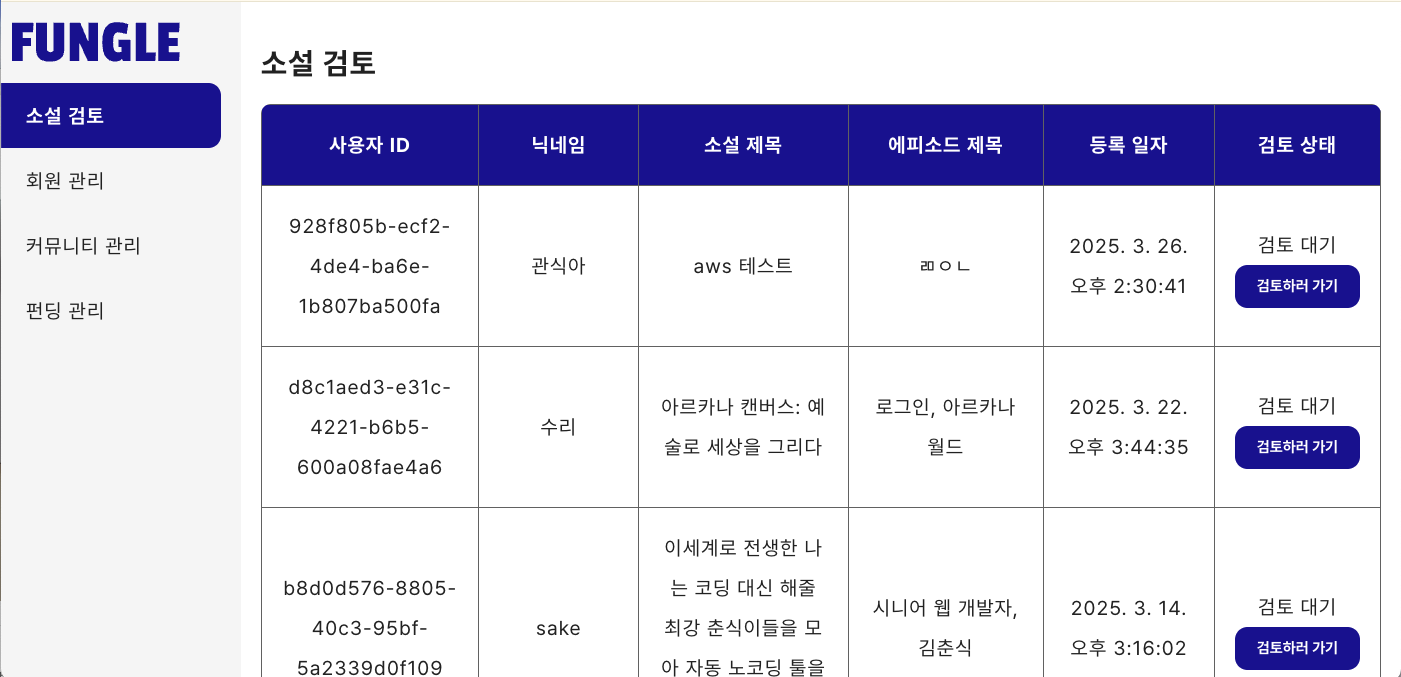 FUNGLE
소설 검토
회원 관리
커뮤니티 관리
펀딩 관리
소설 검토
사용자 ID
닉네임
소설 제목
에피소드 제목
등록 일자
검토 상태
928f805b-ecf2-
4de4-ba6e-
1b807ba500fa
관식아
aws 테스트
ㄻㅇㄴ
2025. 3. 26.
오후 2:30:41
검토 대기
검토하러 가기
d8c1aed3-e31c-
4221-b6b5-
600a08fae4a6
수리
아르카나 캔버스: 예
술로 세상을 그리다
로그인, 아르카나
월드
2025. 3. 22.
오후 3:44:35
검토 대기
검토하러 가기
b8d0d576-8805-
40c3-95bf-
5a2339d0f109
sake
이세계로 전생한 나
는 코딩 대신 해줄
최강 춘식이들을 모
아 자동 노코딩 툴을
시니어 웹 개발자,
김춘식
2025. 3. 14.
오후 3:16:02
검토 대기
검토하러 가기